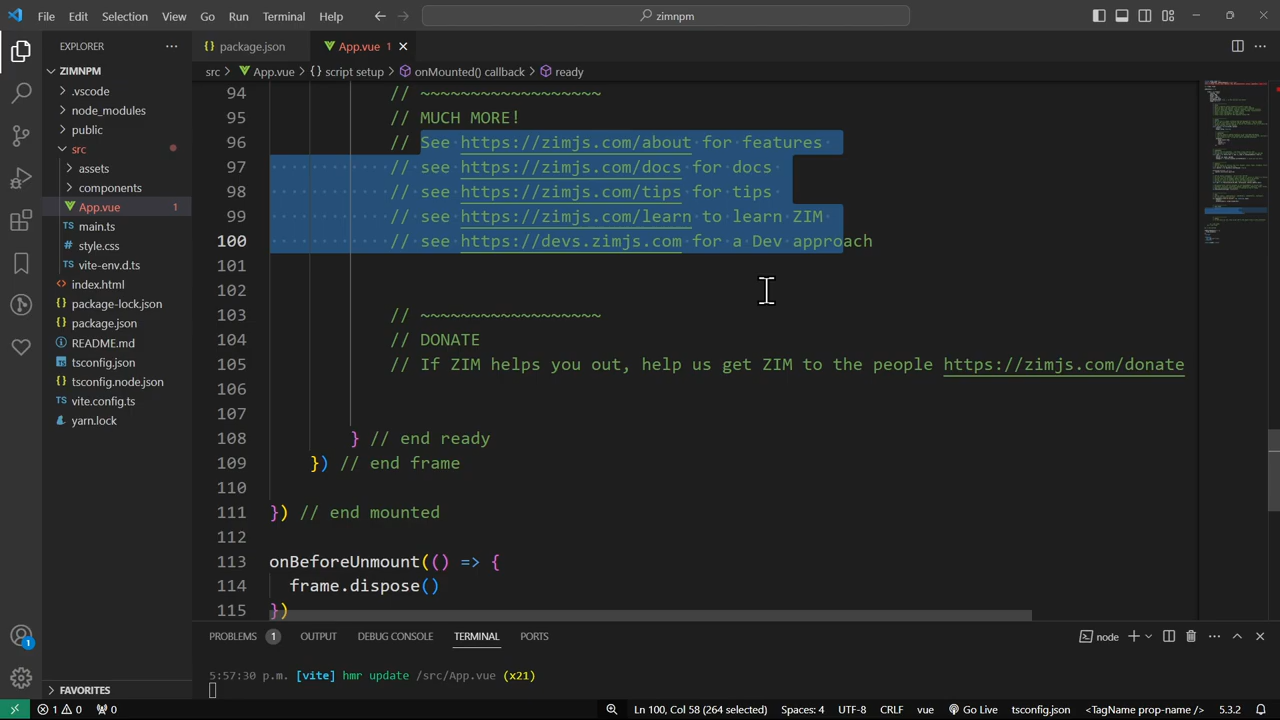 File Edit Selection View Go Run Terminal Help
zimnpm
EXPLORER
package.json
App.vue 1
ZIMNPM
src > App.vue > {} script setup > onMounted() callback > ready
.vscode
node_modules
public
src
assets
components
App.vue 1
main.ts
style.css
vite-env.d.ts
index.html
package-lock.json
package.json
README.md
tsconfig.json
tsconfig.node.json
vite.config.ts
yarn.lock
FAVORITES
94 // ~~~~~~~~~~~~~~~~~~
95 // MUCH MORE!
96 // See https://zimjs.com/about for features
97 // see https://zimjs.com/docs for docs
98 // see https://zimjs.com/tips for tips
99 // see https://zimjs.com/learn to learn ZIM
100 // see https://devs.zimjs.com for a Dev approach
101
102
103 // ~~~~~~~~~~~~~~~~~~
104 // DONATE
105 // If ZIM helps you out, help us get ZIM to the people https://zimjs.com/donate
106
107
108 } // end ready
109 }) // end frame
110
111 }) // end mounted
112
113 onBeforeUnmount(() => {
114 frame.dispose()
115 })
PROBLEMS 1 OUTPUT DEBUG CONSOLE TERMINAL PORTS
node
5:57:30 p.m. [vite] hmr update /src/App.vue (x21)
1 0 0 Ln 100, Col 58 (264 selected) Spaces: 4 UTF-8 CRLF vue Go Live tsconfig.json <TagName prop-name /> 5.3.2
1